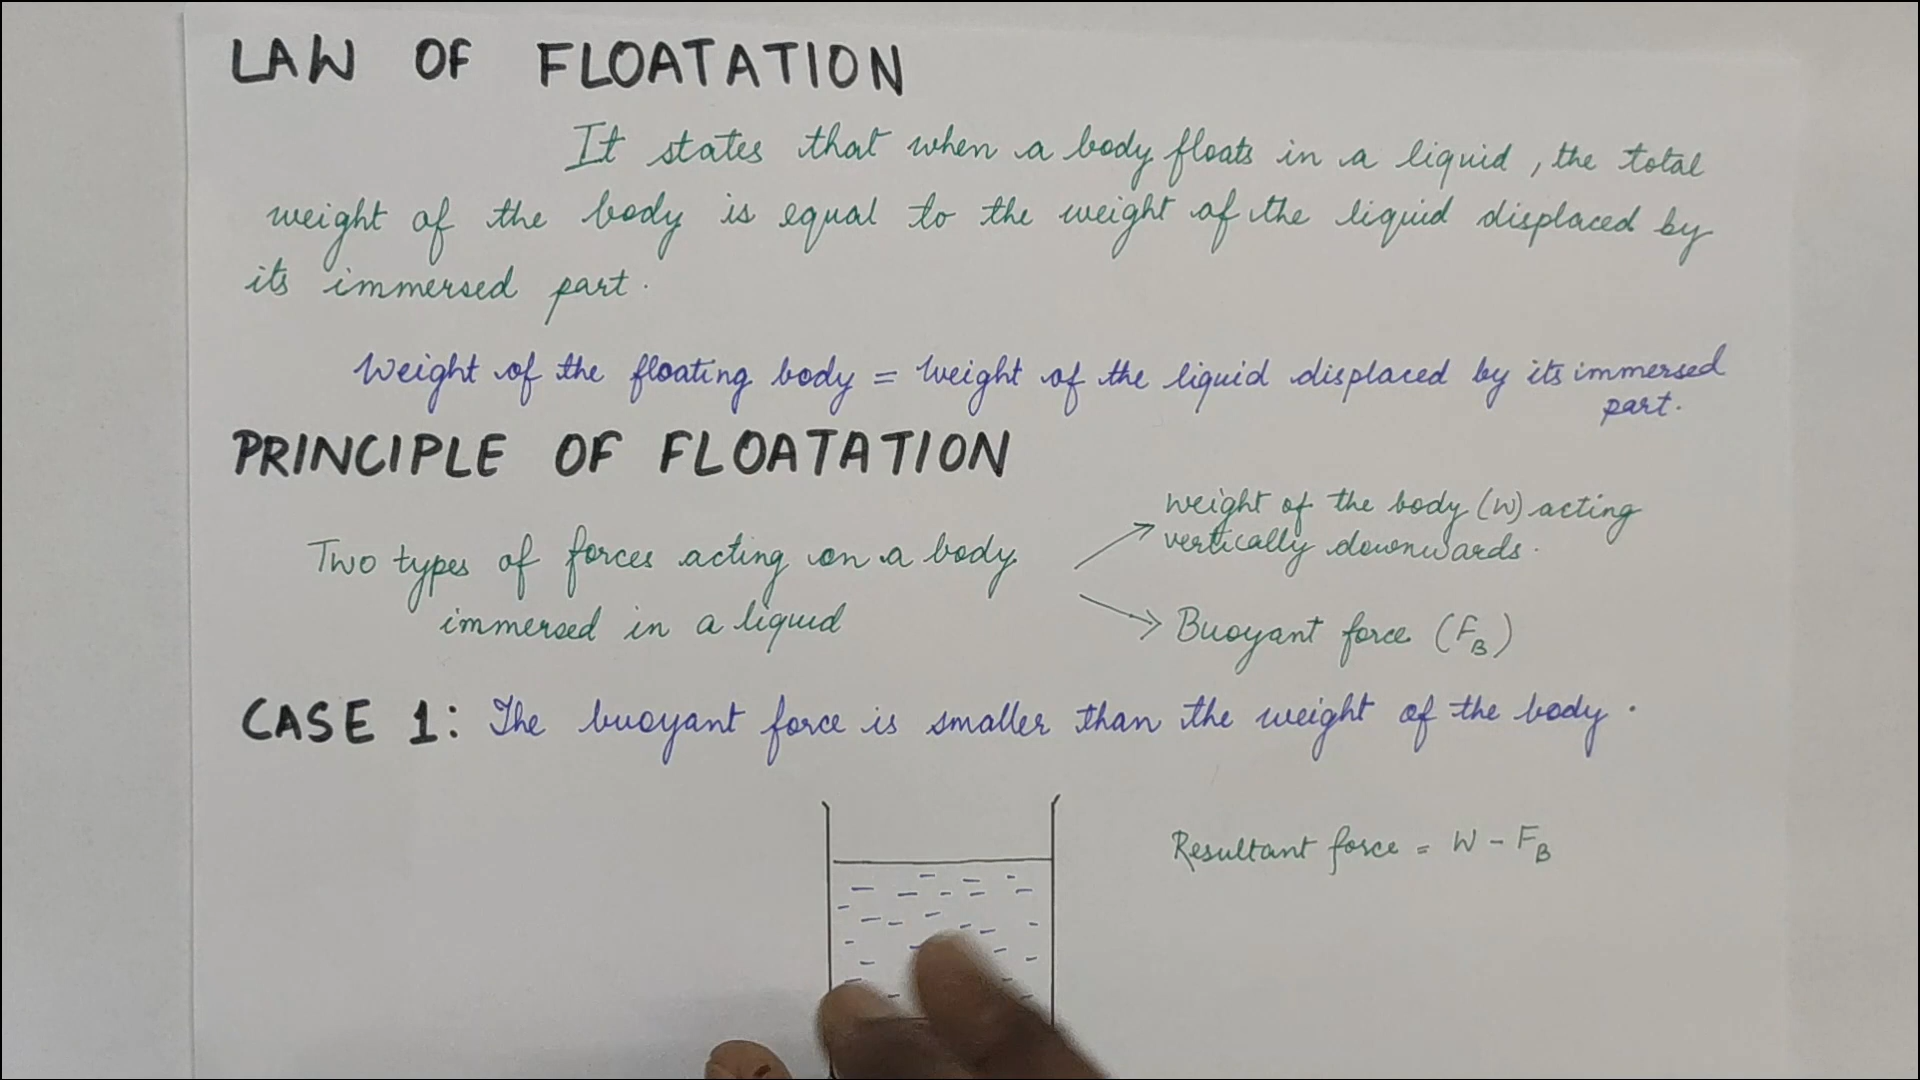 LAW OF FLOATATION
It states that when a body floats in a liquid, the total
weight of the body is equal to the weight of the liquid displaced by
its immersed part.
Weight of the floating body = Weight of the liquid displaced by its immersed
part.
PRINCIPLE OF FLOATATION
weight of the body (W) acting
vertically downwards.
Two types of forces acting on a body
immersed in a liquid
Buoyant force (F_B)
CASE 1: The buoyant force is smaller than the weight of the body.
Resultant force = W - F_B